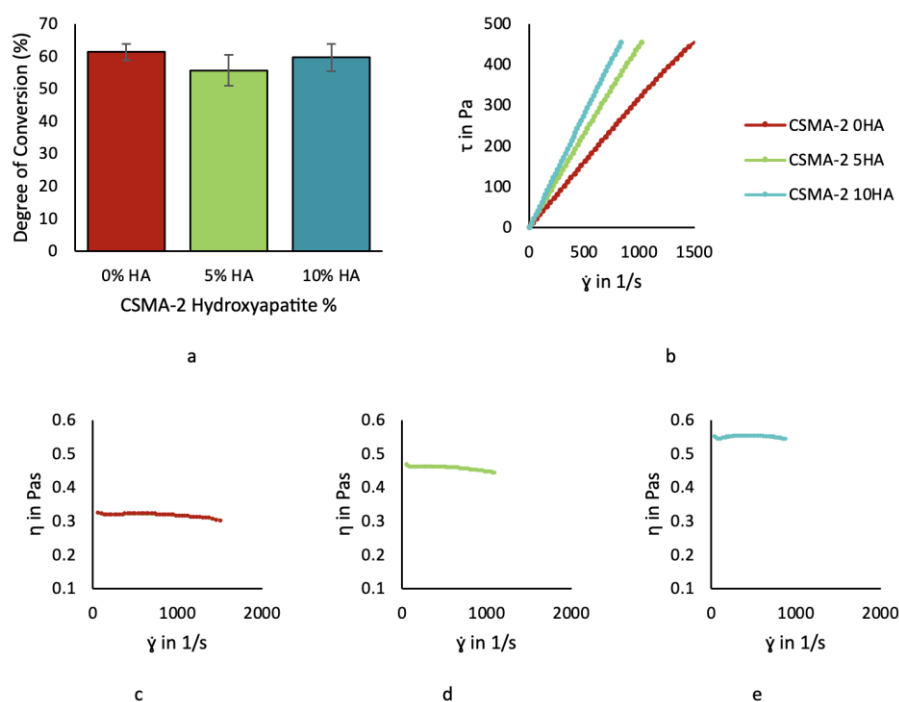 70
60
50
40
30
20
10
0
Degree of Conversion (%)
0% HA 5% HA 10% HA
CSMA-2 Hydroxyapatite %
a
500
400
300
200
100
0
τ in Pa
0 500 1000 1500
γ̇ in 1/s
CSMA-2 0HA
CSMA-2 5HA
CSMA-2 10HA
b
0.6
0.5
0.4
0.3
0.2
0.1
η in Pas
0 1000 2000
γ̇ in 1/s
c
0.6
0.5
0.4
0.3
0.2
0.1
η in Pas
0 1000 2000
γ̇ in 1/s
d
0.6
0.5
0.4
0.3
0.2
0.1
η in Pas
0 1000 2000
γ̇ in 1/s
e